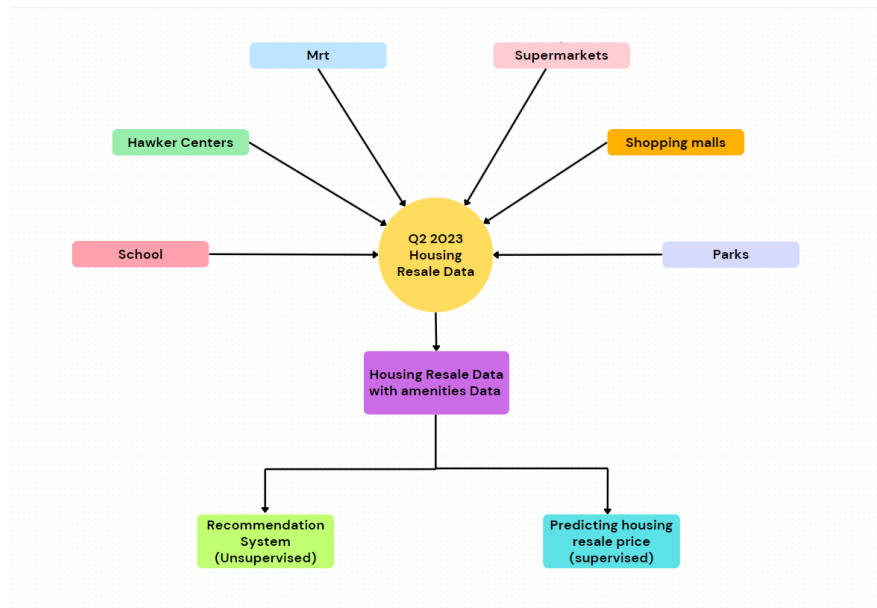 Mrt
Supermarkets
Hawker Centers
Shopping malls
Q2 2023
Housing
Resale Data
School
Parks
Housing Resale Data
with amenities Data
Recommendation
System
(Unsupervised)
Predicting housing
resale price
(supervised)